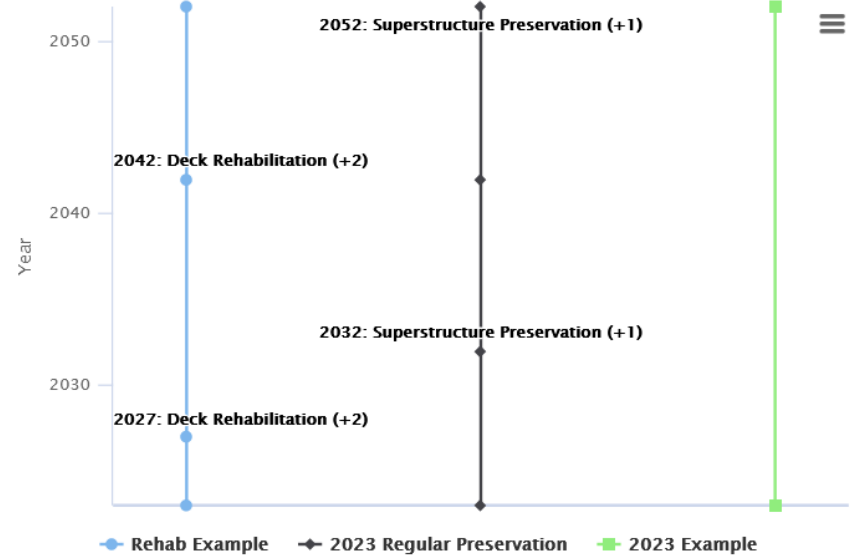 2052: Superstructure Preservation (+1)
2050
2042: Deck Rehabilitation (+2)
2040
Year
2032: Superstructure Preservation (+1)
2030
2027: Deck Rehabilitation (+2)
Rehab Example
2023 Regular Preservation
2023 Example